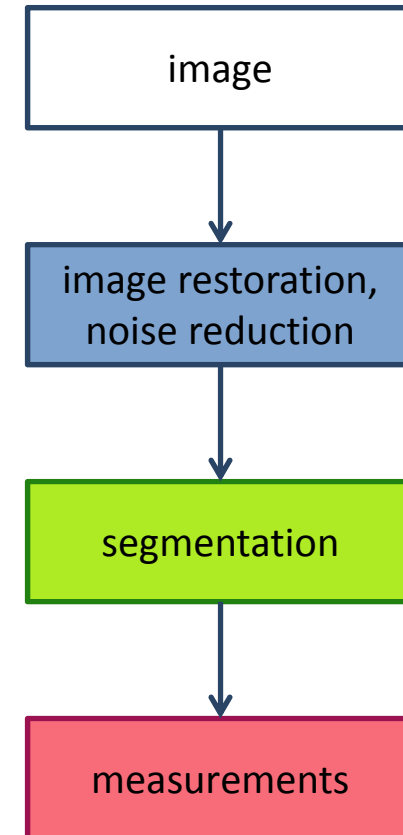 image
image restoration,
noise reduction
segmentation
measurements